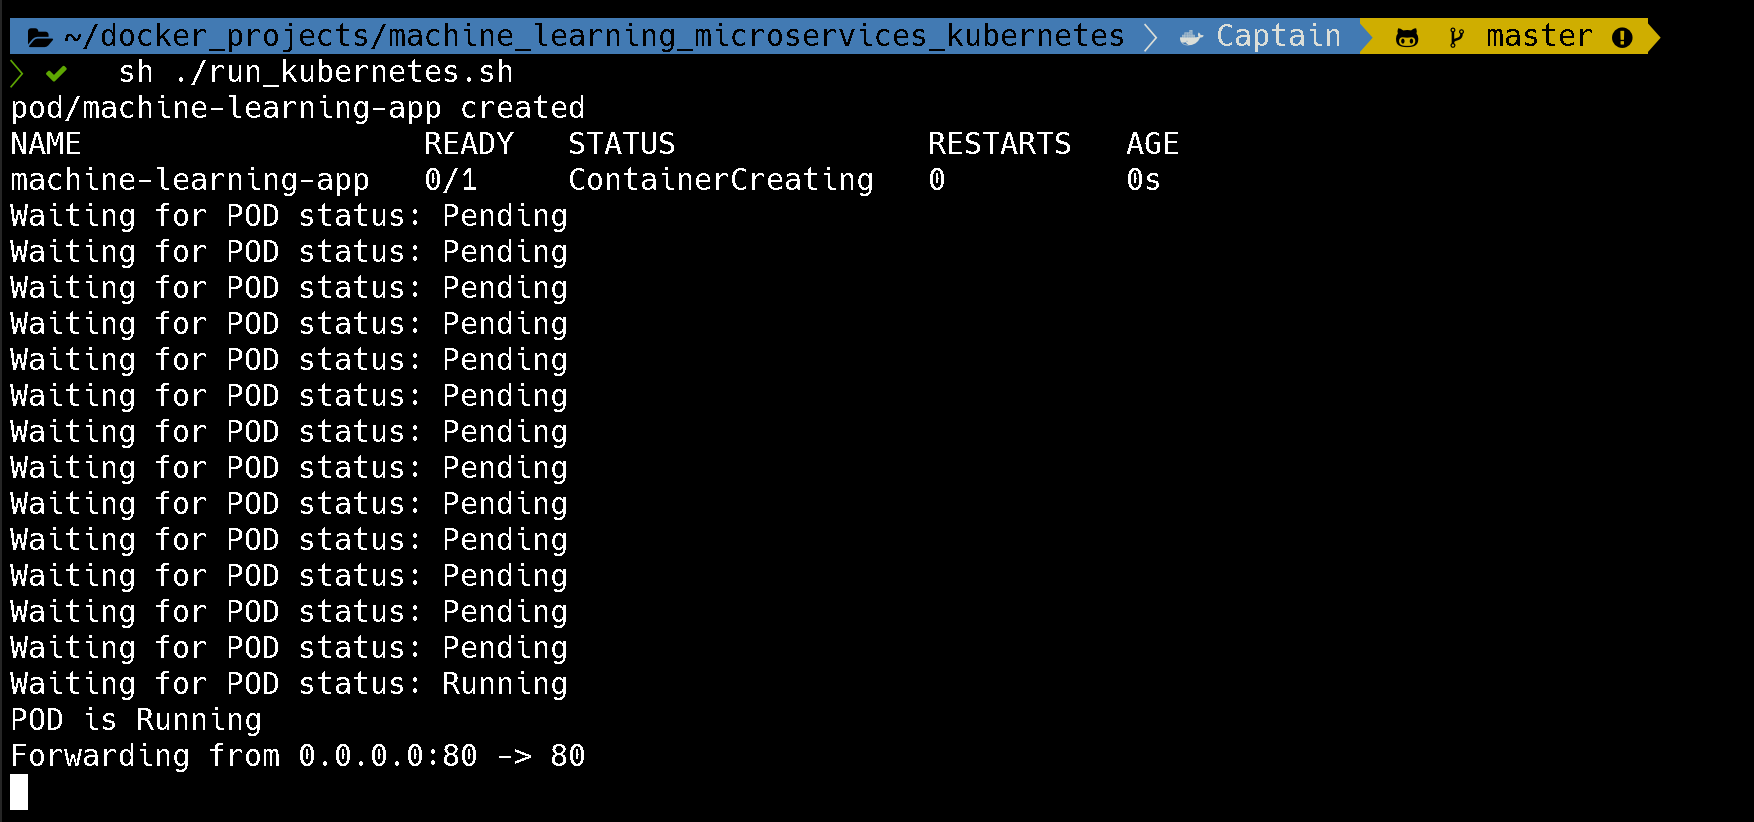 ~/docker_projects/machine_learning_microservices_kubernetes Captain master
sh ./run_kubernetes.sh
pod/machine-learning-app created
NAME READY STATUS RESTARTS AGE
machine-learning-app 0/1 ContainerCreating 0 0s
Waiting for POD status: Pending
Waiting for POD status: Pending
Waiting for POD status: Pending
Waiting for POD status: Pending
Waiting for POD status: Pending
Waiting for POD status: Pending
Waiting for POD status: Pending
Waiting for POD status: Pending
Waiting for POD status: Pending
Waiting for POD status: Pending
Waiting for POD status: Pending
Waiting for POD status: Pending
Waiting for POD status: Pending
Waiting for POD status: Running
POD is Running
Forwarding from 0.0.0.0:80 -> 80